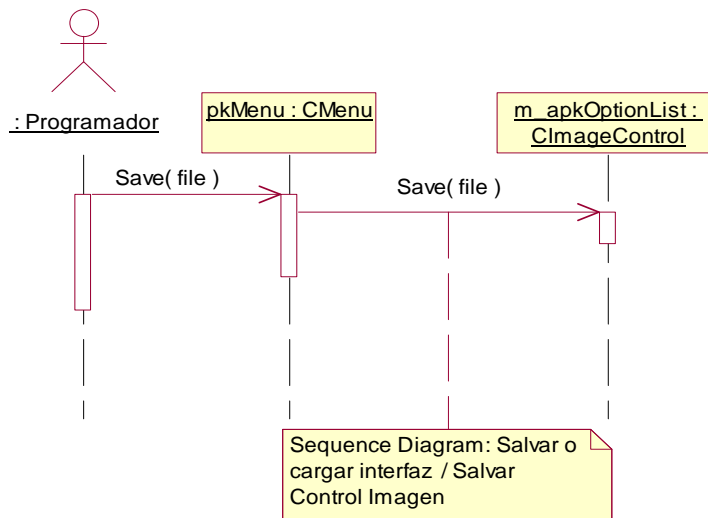 : Programador
pkMenu : CMenu
m_apkOptionList :
CImageControl
Save( file )
Save( file )
Sequence Diagram: Salvar o
cargar interfaz / Salvar
Control Imagen